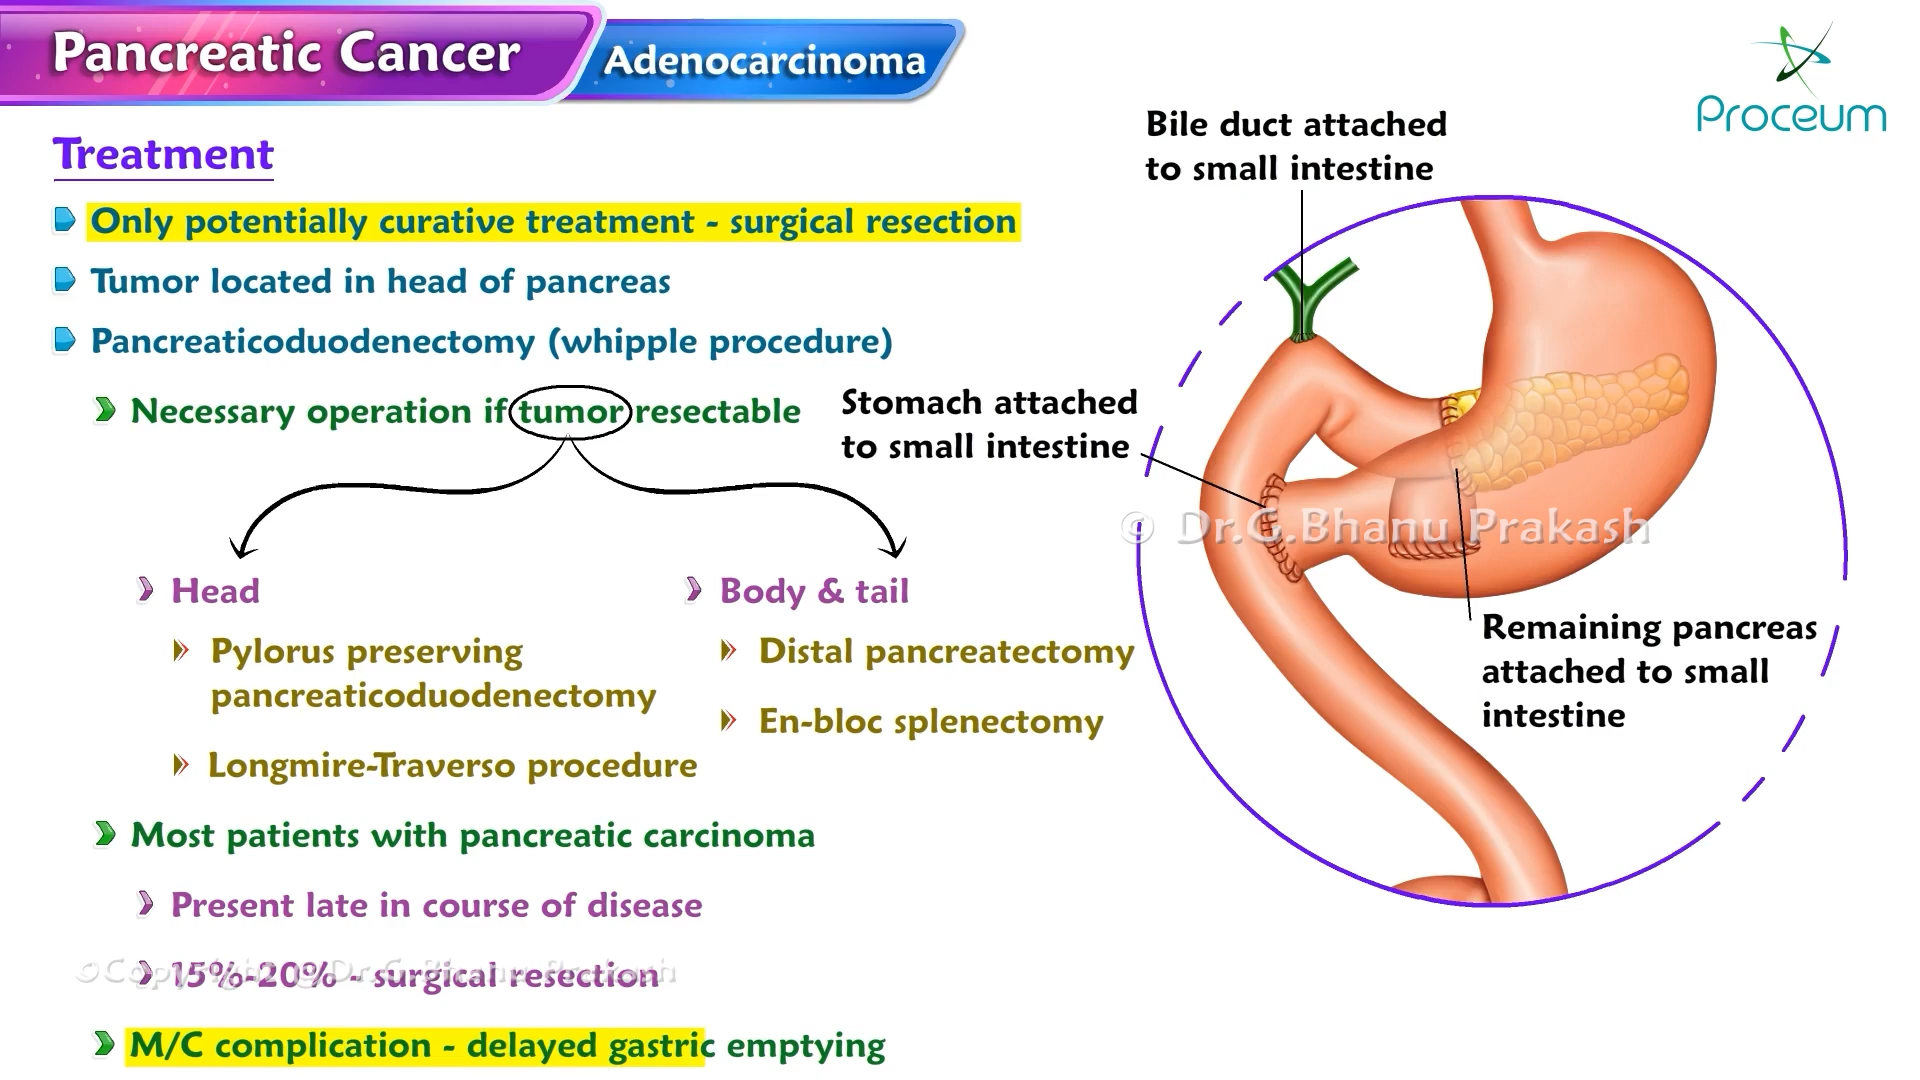 Pancreatic Cancer
Adenocarcinoma
Proceum
Treatment
Only potentially curative treatment - surgical resection
Tumor located in head of pancreas
Pancreaticoduodenectomy (whipple procedure)
Necessary operation if tumor resectable
Head
Pylorus preserving
pancreaticoduodenectomy
Longmire-Traverso procedure
Body & tail
Distal pancreatectomy
En-bloc splenectomy
Most patients with pancreatic carcinoma
Present late in course of disease
15%-20% - surgical resection
©Copyright @Dr.G.Bhanu Prakash
M/C complication - delayed gastric emptying
Bile duct attached
to small intestine
Stomach attached
to small intestine
© Dr.G.Bhanu Prakash
Remaining pancreas
attached to small
intestine